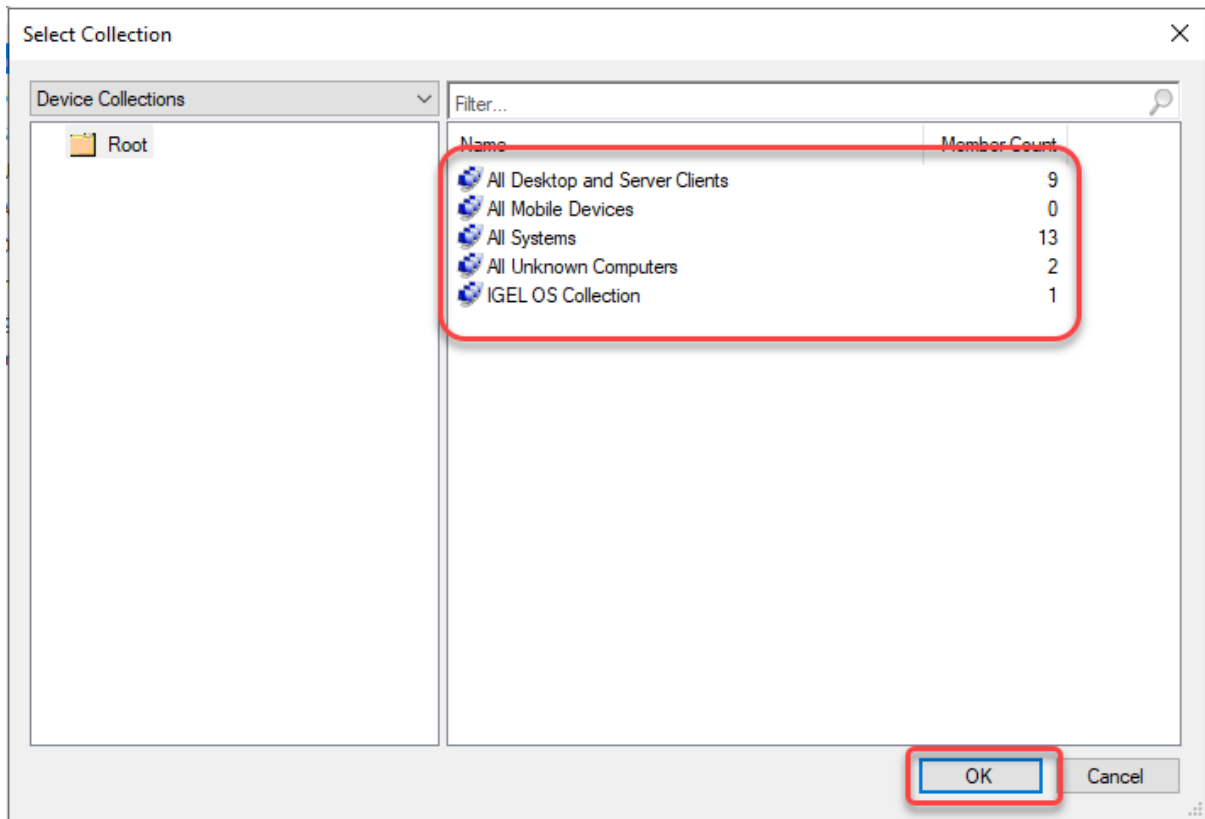 Select Collection
Device Collections
Filter...
Root
Name Member Count
All Desktop and Server Clients 9
All Mobile Devices 0
All Systems 13
All Unknown Computers 2
IGEL OS Collection 1
OK Cancel